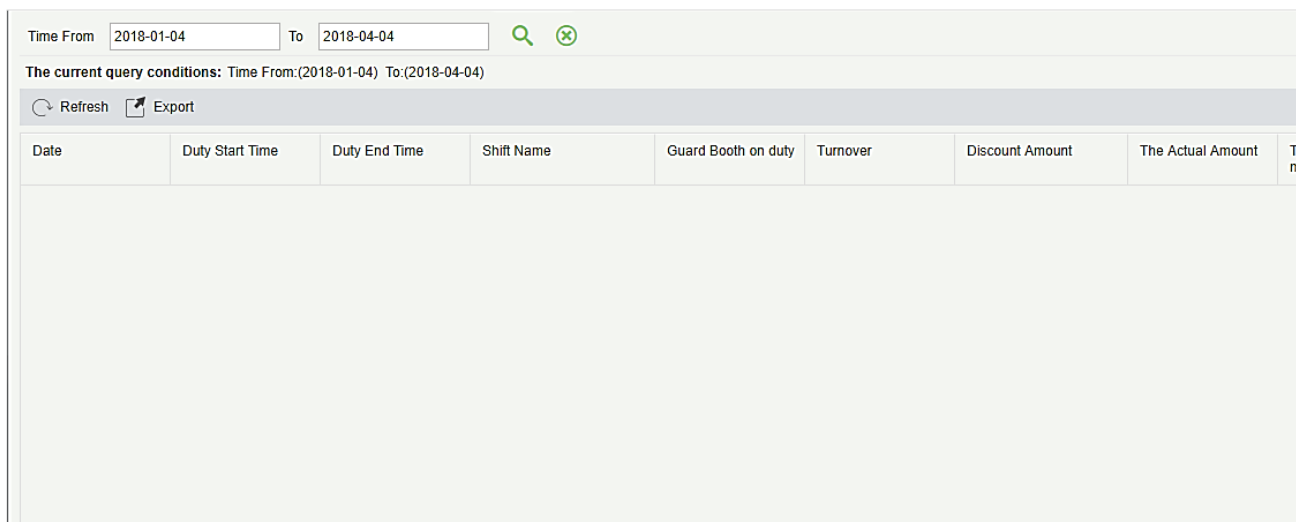 Time From 2018-01-04 To 2018-04-04
The current query conditions: Time From:(2018-01-04) To:(2018-04-04)
Refresh Export
Date Duty Start Time Duty End Time Shift Name Guard Booth on duty Turnover Discount Amount The Actual Amount